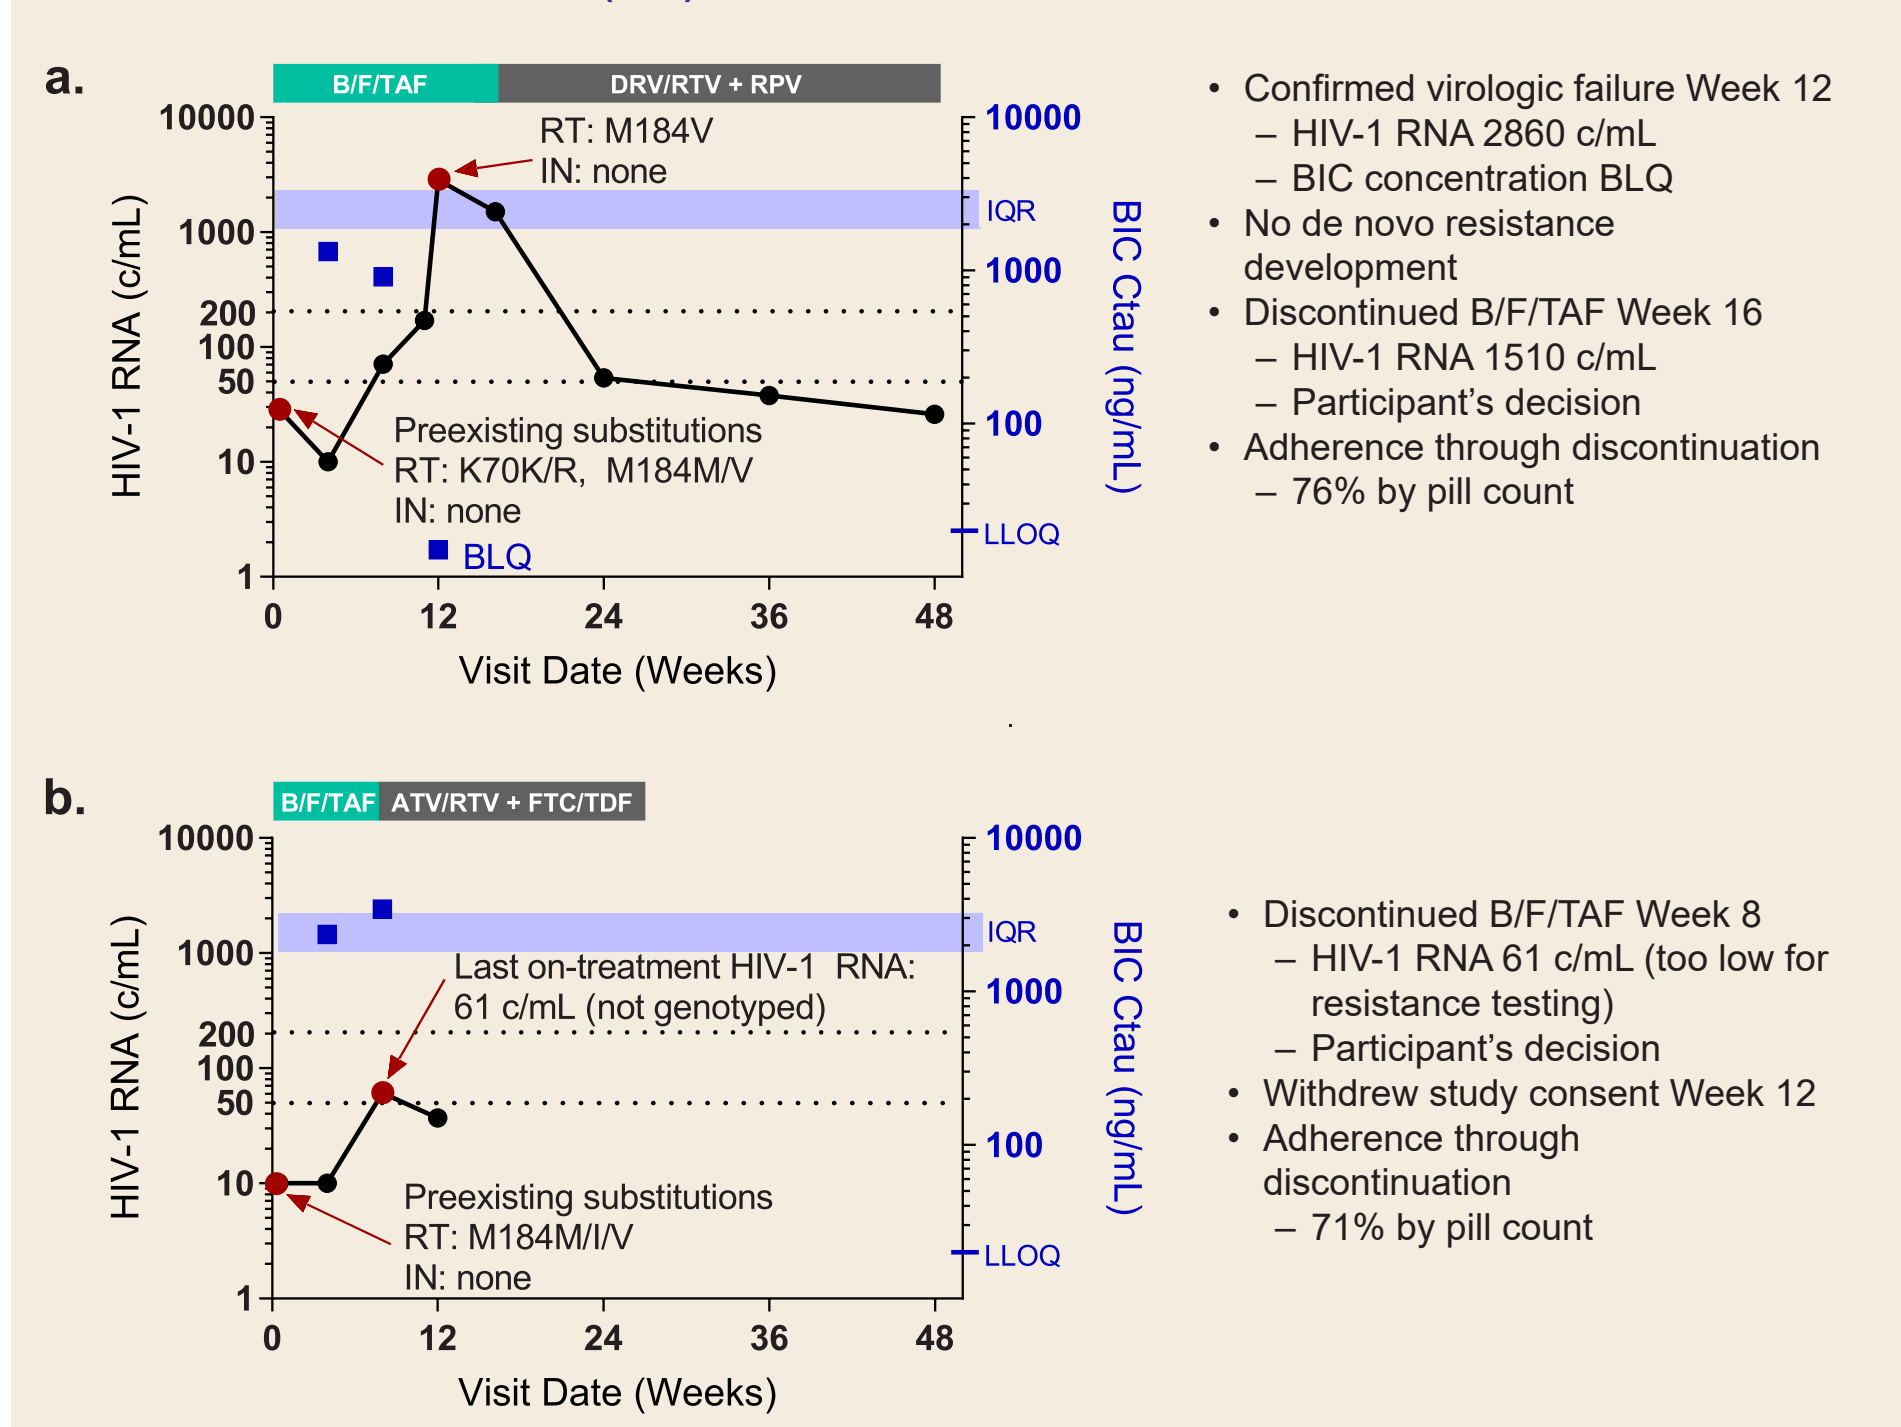 a.
B/F/TAF
DRV/RTV + RPV
10000
1000
200
100
50
10
1
HIV-1 RNA (c/mL)
RT: M184V
IN: none
Preexisting substitutions
RT: K70K/R, M184M/V
IN: none
BLQ
10000
IQR
1000
100
LLOQ
BIC Ctau (ng/mL)
0 12 24 36 48
Visit Date (Weeks)
• Confirmed virologic failure Week 12
– HIV-1 RNA 2860 c/mL
– BIC concentration BLQ
• No de novo resistance
development
• Discontinued B/F/TAF Week 16
– HIV-1 RNA 1510 c/mL
– Participant’s decision
• Adherence through discontinuation
– 76% by pill count
b.
B/F/TAF
ATV/RTV + FTC/TDF
10000
1000
200
100
50
10
1
HIV-1 RNA (c/mL)
Last on-treatment HIV-1 RNA:
61 c/mL (not genotyped)
Preexisting substitutions
RT: M184M/I/V
IN: none
10000
IQR
1000
100
LLOQ
BIC Ctau (ng/mL)
0 12 24 36 48
Visit Date (Weeks)
• Discontinued B/F/TAF Week 8
– HIV-1 RNA 61 c/mL (too low for
resistance testing)
– Participant’s decision
• Withdrew study consent Week 12
• Adherence through
discontinuation
– 71% by pill count